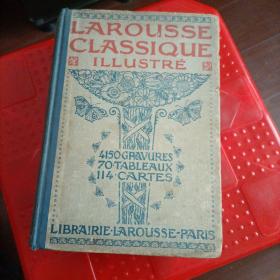 LAROUSSE
CLASSIQUE
ILLUSTRÉ
4150 GRAVURES
70 TABLEAUX
114 CARTES
LIBRAIRIE-LAROUSSE-PARIS